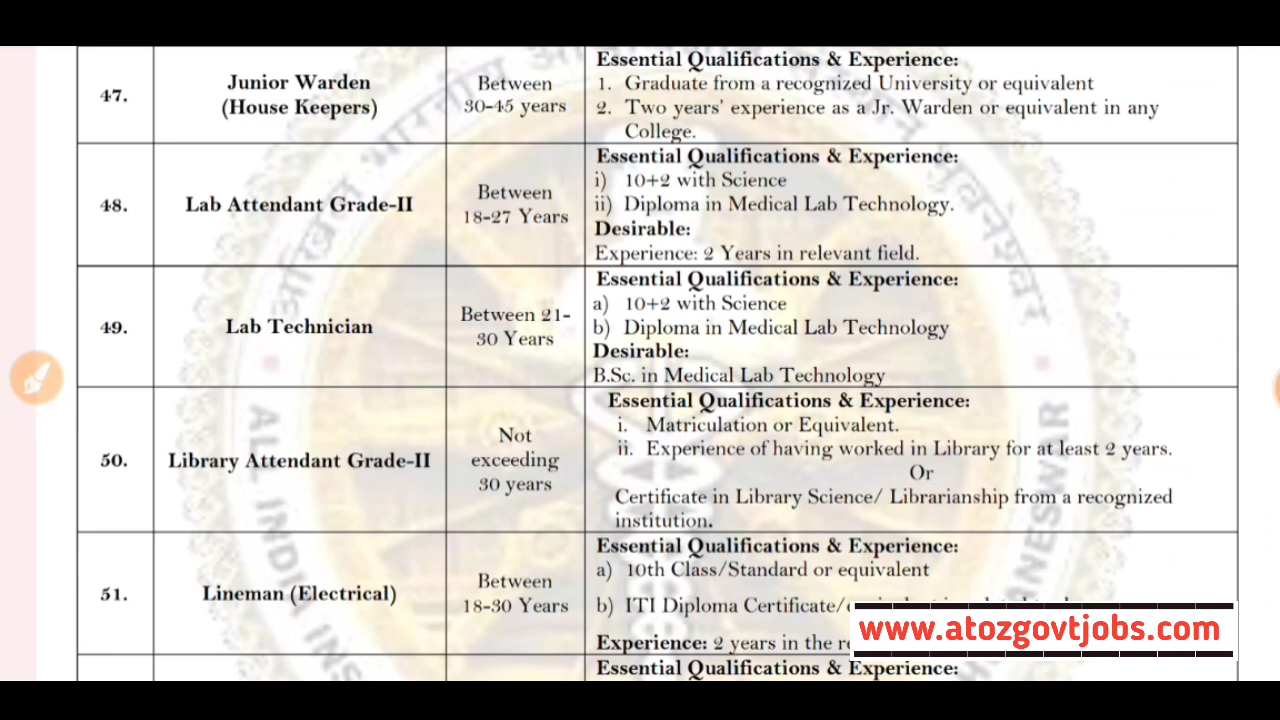 47.
Junior Warden
(House Keepers)
Between
30-45 years
Essential Qualifications & Experience:
1. Graduate from a recognized University or equivalent
2. Two years' experience as a Jr. Warden or equivalent in any
College.
48.
Lab Attendant Grade-II
Between
18-27 Years
Essential Qualifications & Experience:
i) 10+2 with Science
ii) Diploma in Medical Lab Technology.
Desirable:
Experience: 2 Years in relevant field.
49.
Lab Technician
Between 21-
30 Years
Essential Qualifications & Experience:
a) 10+2 with Science
b) Diploma in Medical Lab Technology
Desirable:
B.Sc. in Medical Lab Technology
50.
Library Attendant Grade-II
Not
exceeding
30 years
Essential Qualifications & Experience:
i. Matriculation or Equivalent.
ii. Experience of having worked in Library for at least 2 years.
Or
Certificate in Library Science/ Librarianship from a recognized
institution.
51.
Lineman (Electrical)
Between
18-30 Years
Essential Qualifications & Experience:
a) 10th Class/Standard or equivalent
b) ITI Diploma Certificate/
Experience: 2 years in the
Essential Qualifications & Experience:
www.atozgovtjobs.com
ALL INDIA INS